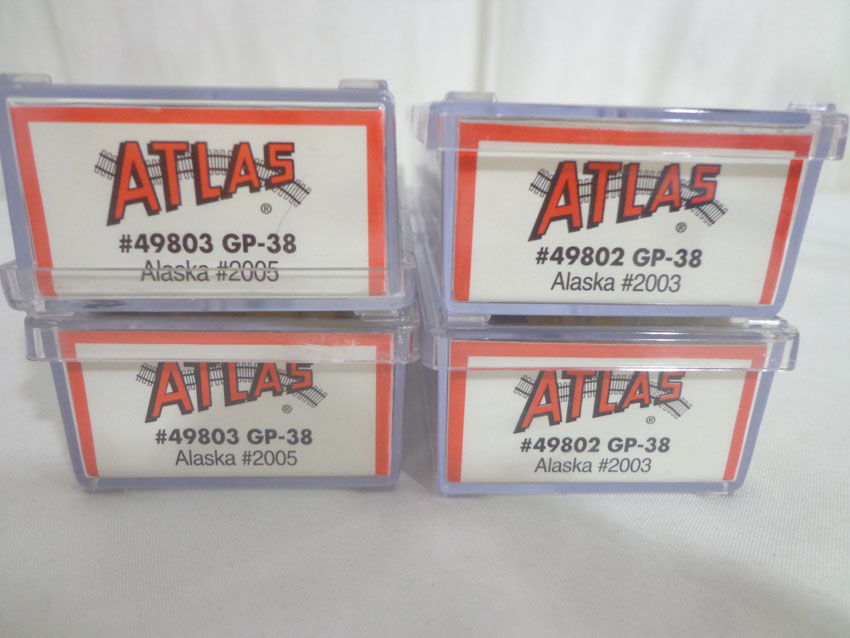 ATLAS
®
#49803 GP-38
Alaska #2005
ATLAS
®
#49802 GP-38
Alaska #2003
ATLAS
®
#49803 GP-38
Alaska #2005
ATLAS
®
#49802 GP-38
Alaska #2003